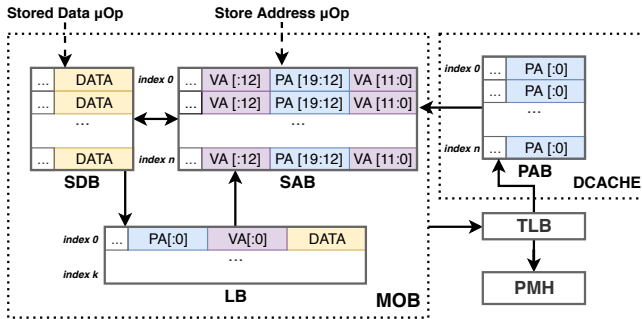 Stored Data µOp
Store Address µOp
index 0
... DATA
... DATA
...
... DATA
SDB
index 0
... VA [:12] PA [19:12] VA [11:0]
... VA [:12] PA [19:12] VA [11:0]
...
index n
... VA [:12] PA [19:12] VA [11:0]
SAB
index 0
... PA [:0]
... PA [:0]
...
index n
... PA [:0]
PAB
DCACHE
index 0
... PA[:0] VA[:0] DATA
...
index k
LB
MOB
TLB
PMH